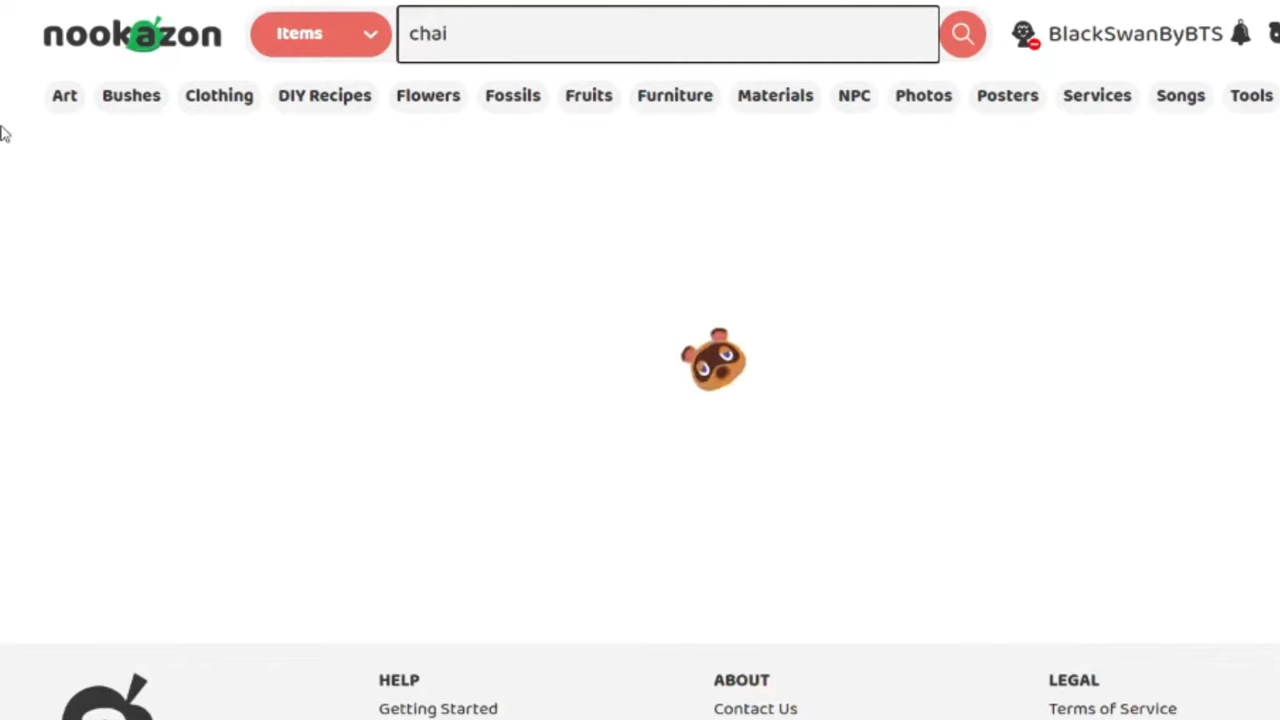 nookazon Items chai BlackSwanByBTS
Art Bushes Clothing DIY Recipes Flowers Fossils Fruits Furniture Materials NPC Photos Posters Services Songs Tools
HELP ABOUT LEGAL
Getting Started Contact Us Terms of Service